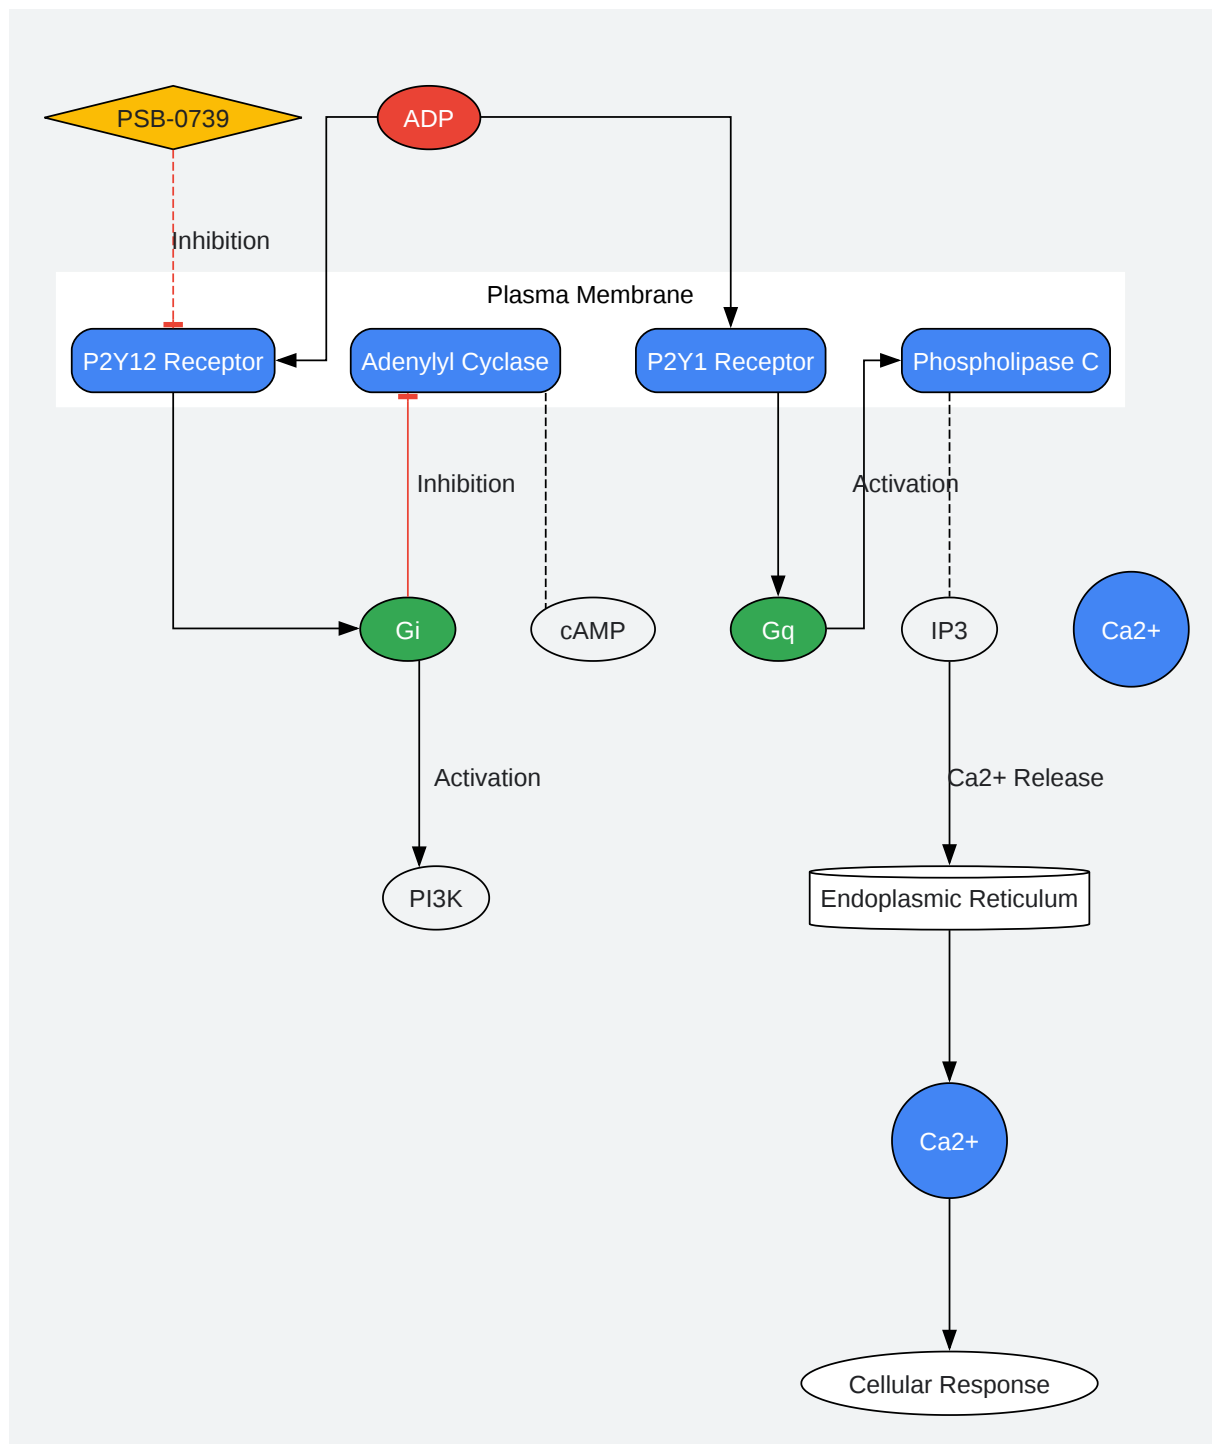 PSB-0739
ADP
Inhibition
Plasma Membrane
P2Y12 Receptor
Adenylyl Cyclase
P2Y1 Receptor
Phospholipase C
Inhibition
Activation
Gi
cAMP
Gq
IP3
Ca2+
Activation
Ca2+ Release
PI3K
Endoplasmic Reticulum
Ca2+
Cellular Response